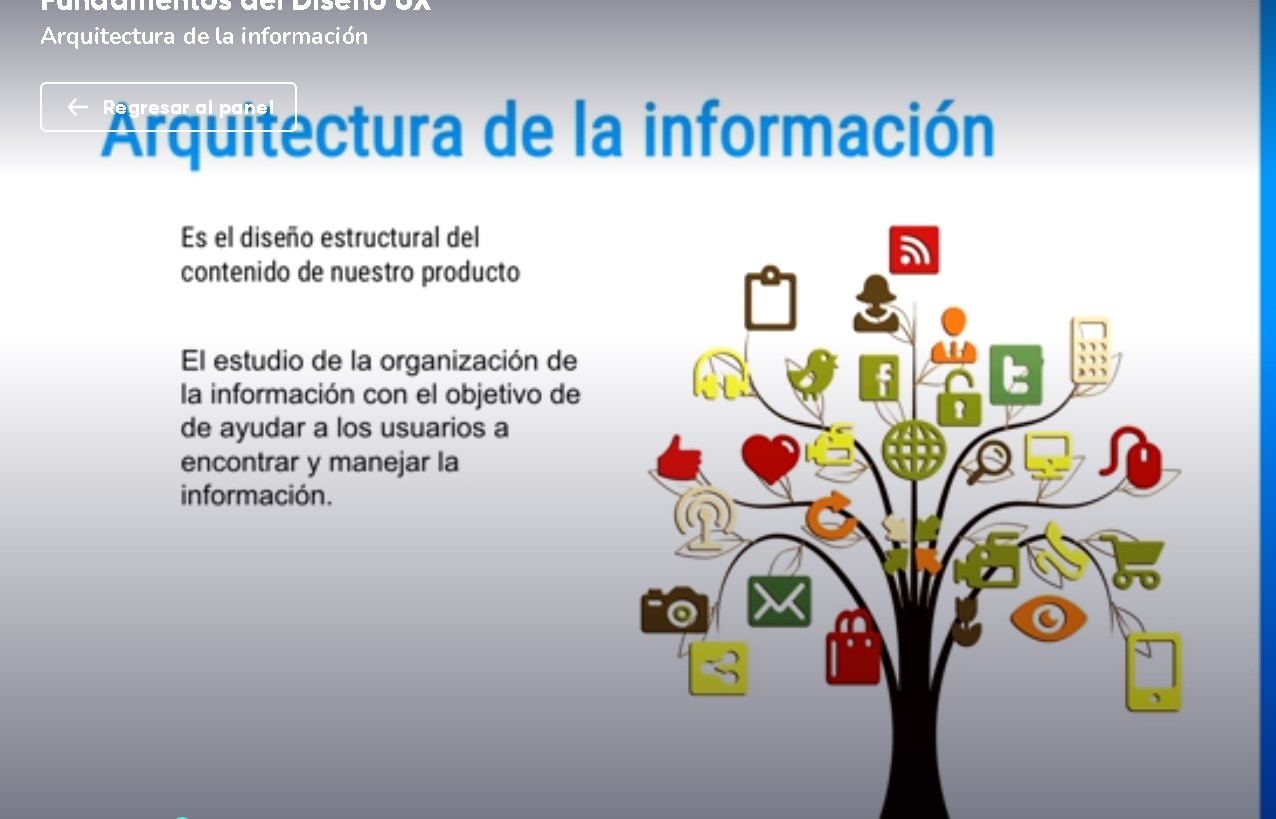 Fundamentos del Diseño UX
Arquitectura de la información
← Regresar al panel
Arquitectura de la información
Es el diseño estructural del
contenido de nuestro producto
El estudio de la organización de
la información con el objetivo de
de ayudar a los usuarios a
encontrar y manejar la
información.